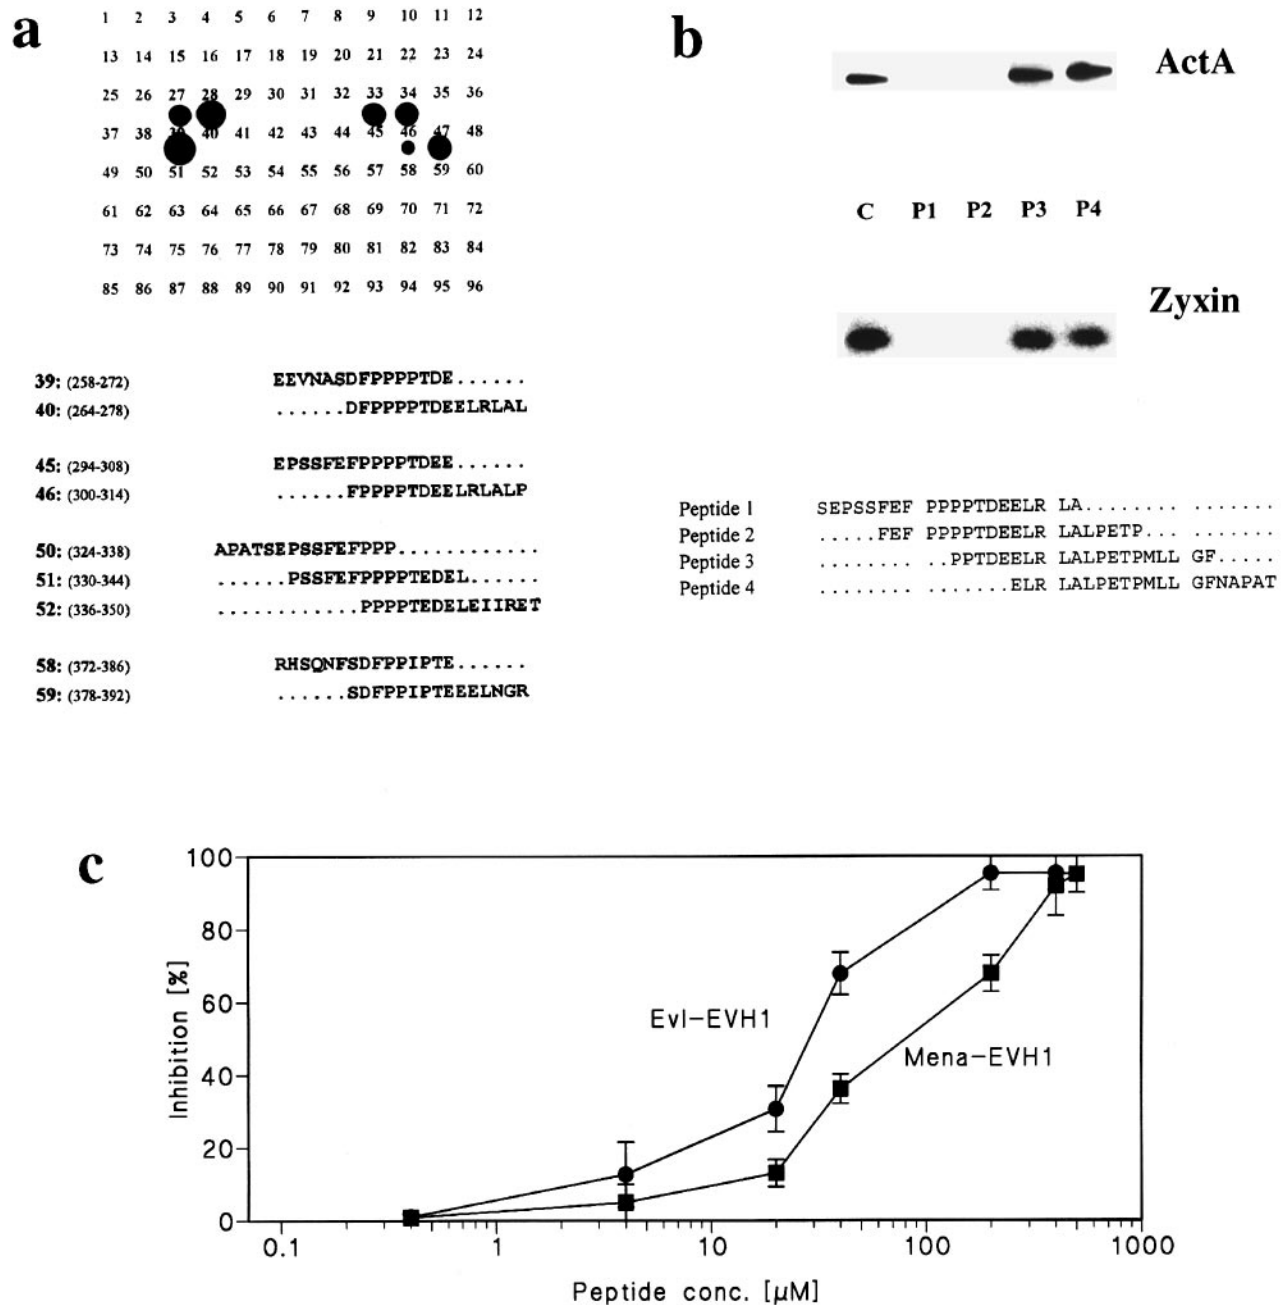 a
1 2 3 4 5 6 7 8 9 10 11 12
13 14 15 16 17 18 19 20 21 22 23 24
25 26 27 28 29 30 31 32 33 34 35 36
37 38 39 40 41 42 43 44 45 46 47 48
49 50 51 52 53 54 55 56 57 58 59 60
61 62 63 64 65 66 67 68 69 70 71 72
73 74 75 76 77 78 79 80 81 82 83 84
85 86 87 88 89 90 91 92 93 94 95 96
39: (258-272) EEVNASDFPPPPTDE......
40: (264-278) ......DFPPPPTDEELRLAL
45: (294-308) EPSSFEFPPPPTDEE......
46: (300-314) ......FPPPPTDEELRLALP
50: (324-338) APATSEPSSFEFPPP............
51: (330-344) ......PSSFEFPPPPTEDEL......
52: (336-350) ............PPPPTEDELEIIRET
58: (372-386) RHSQNFSDFPPIPTE......
59: (378-392) ......SDFPPIPTEEELNGR
b
ActA
C P1 P2 P3 P4
Zyxin
Peptide 1 SEPSSFEF PPPPTDEELR LA........ .......
Peptide 2 .....FEF PPPPTDEELR LALPETP... .......
Peptide 3 ........ ..PPTDEELR LALPETPMLL GF.....
Peptide 4 ........ .......ELR LALPETPMLL GFNAPAT
c
100
80
60
40
20
0
Inhibition [%]
Evl-EVH1
Mena-EVH1
0.1 1 10 100 1000
Peptide conc. [µM]